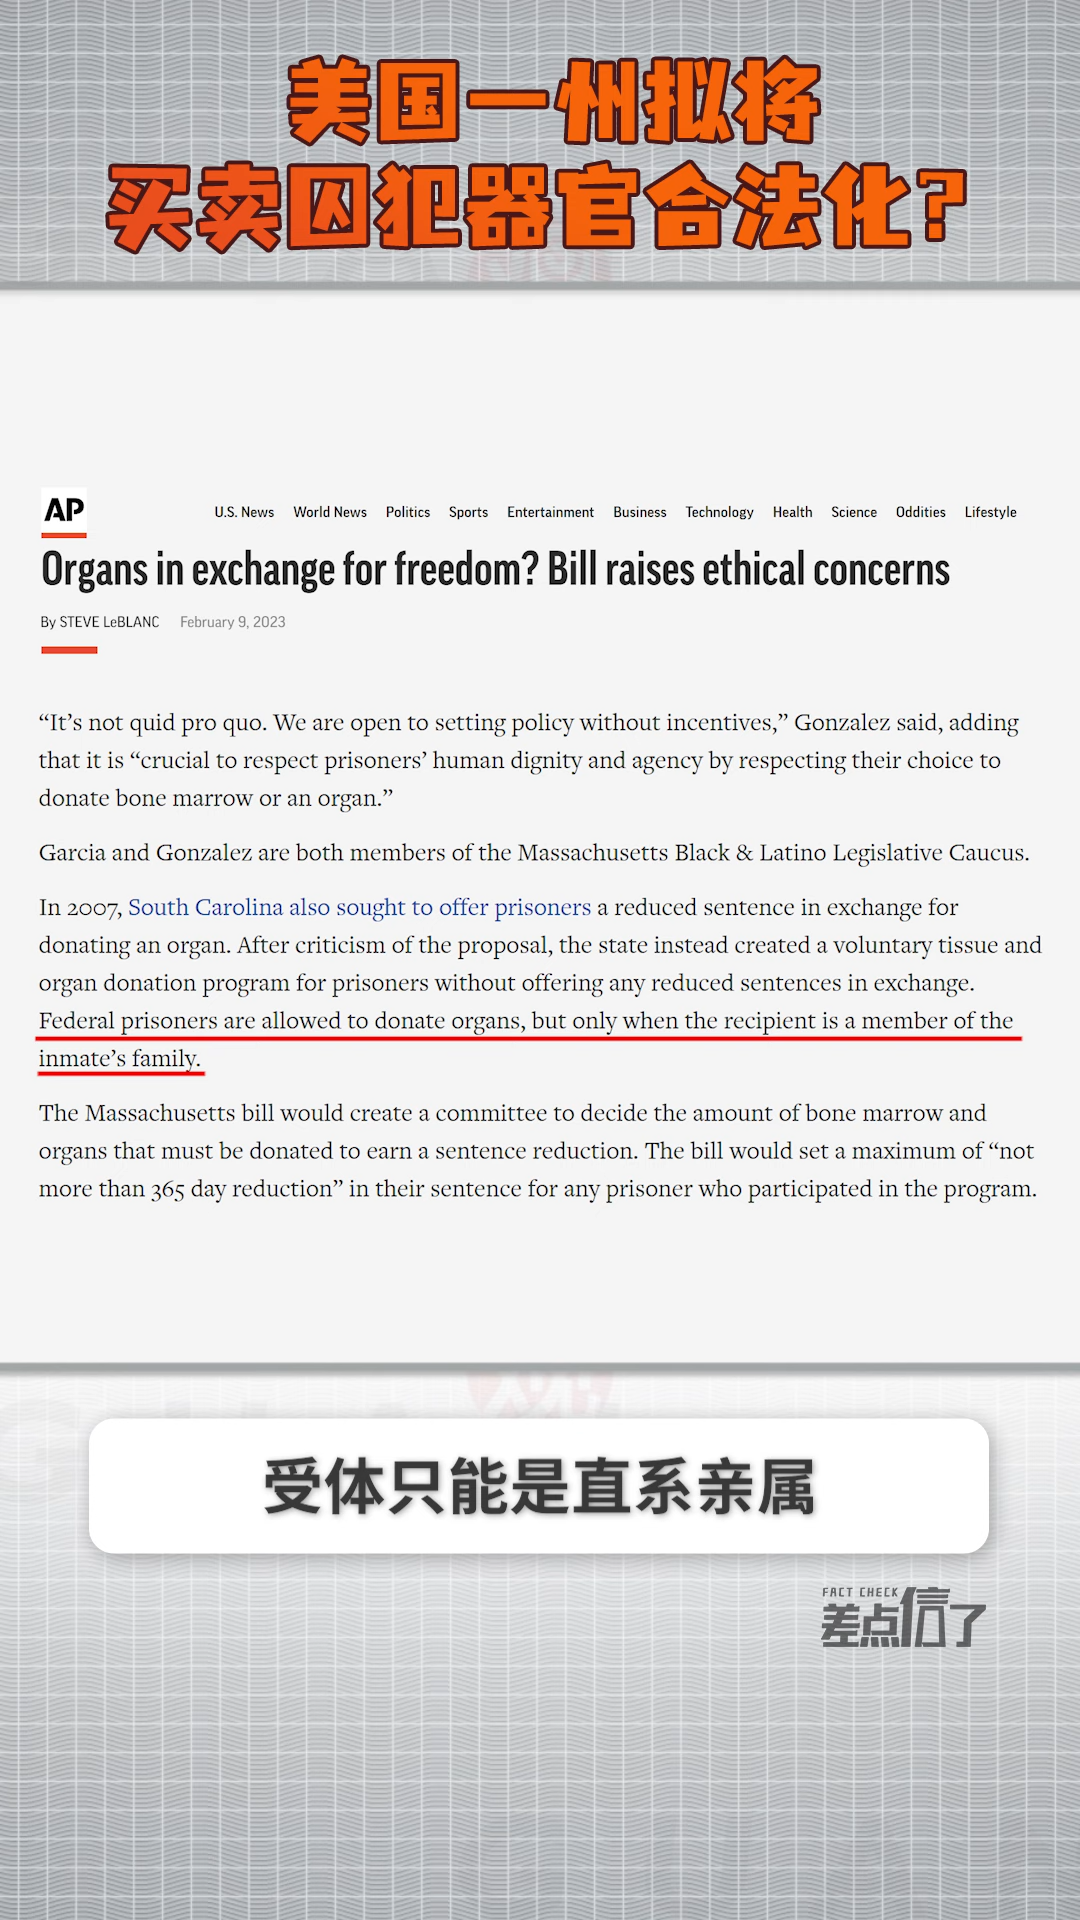 美国一州拟将
买卖囚犯器官合法化?
AP
U.S. News World News Politics Sports Entertainment Business Technology Health Science Oddities Lifestyle
Organs in exchange for freedom? Bill raises ethical concerns
By STEVE LeBLANC February 9, 2023
“It’s not quid pro quo. We are open to setting policy without incentives,” Gonzalez said, adding
that it is “crucial to respect prisoners’ human dignity and agency by respecting their choice to
donate bone marrow or an organ.”
Garcia and Gonzalez are both members of the Massachusetts Black & Latino Legislative Caucus.
In 2007, South Carolina also sought to offer prisoners a reduced sentence in exchange for
donating an organ. After criticism of the proposal, the state instead created a voluntary tissue and
organ donation program for prisoners without offering any reduced sentences in exchange.
Federal prisoners are allowed to donate organs, but only when the recipient is a member of the
inmate’s family.
The Massachusetts bill would create a committee to decide the amount of bone marrow and
organs that must be donated to earn a sentence reduction. The bill would set a maximum of “not
more than 365 day reduction” in their sentence for any prisoner who participated in the program.
受体只能是直系亲属
FACT CHECK
差点信了